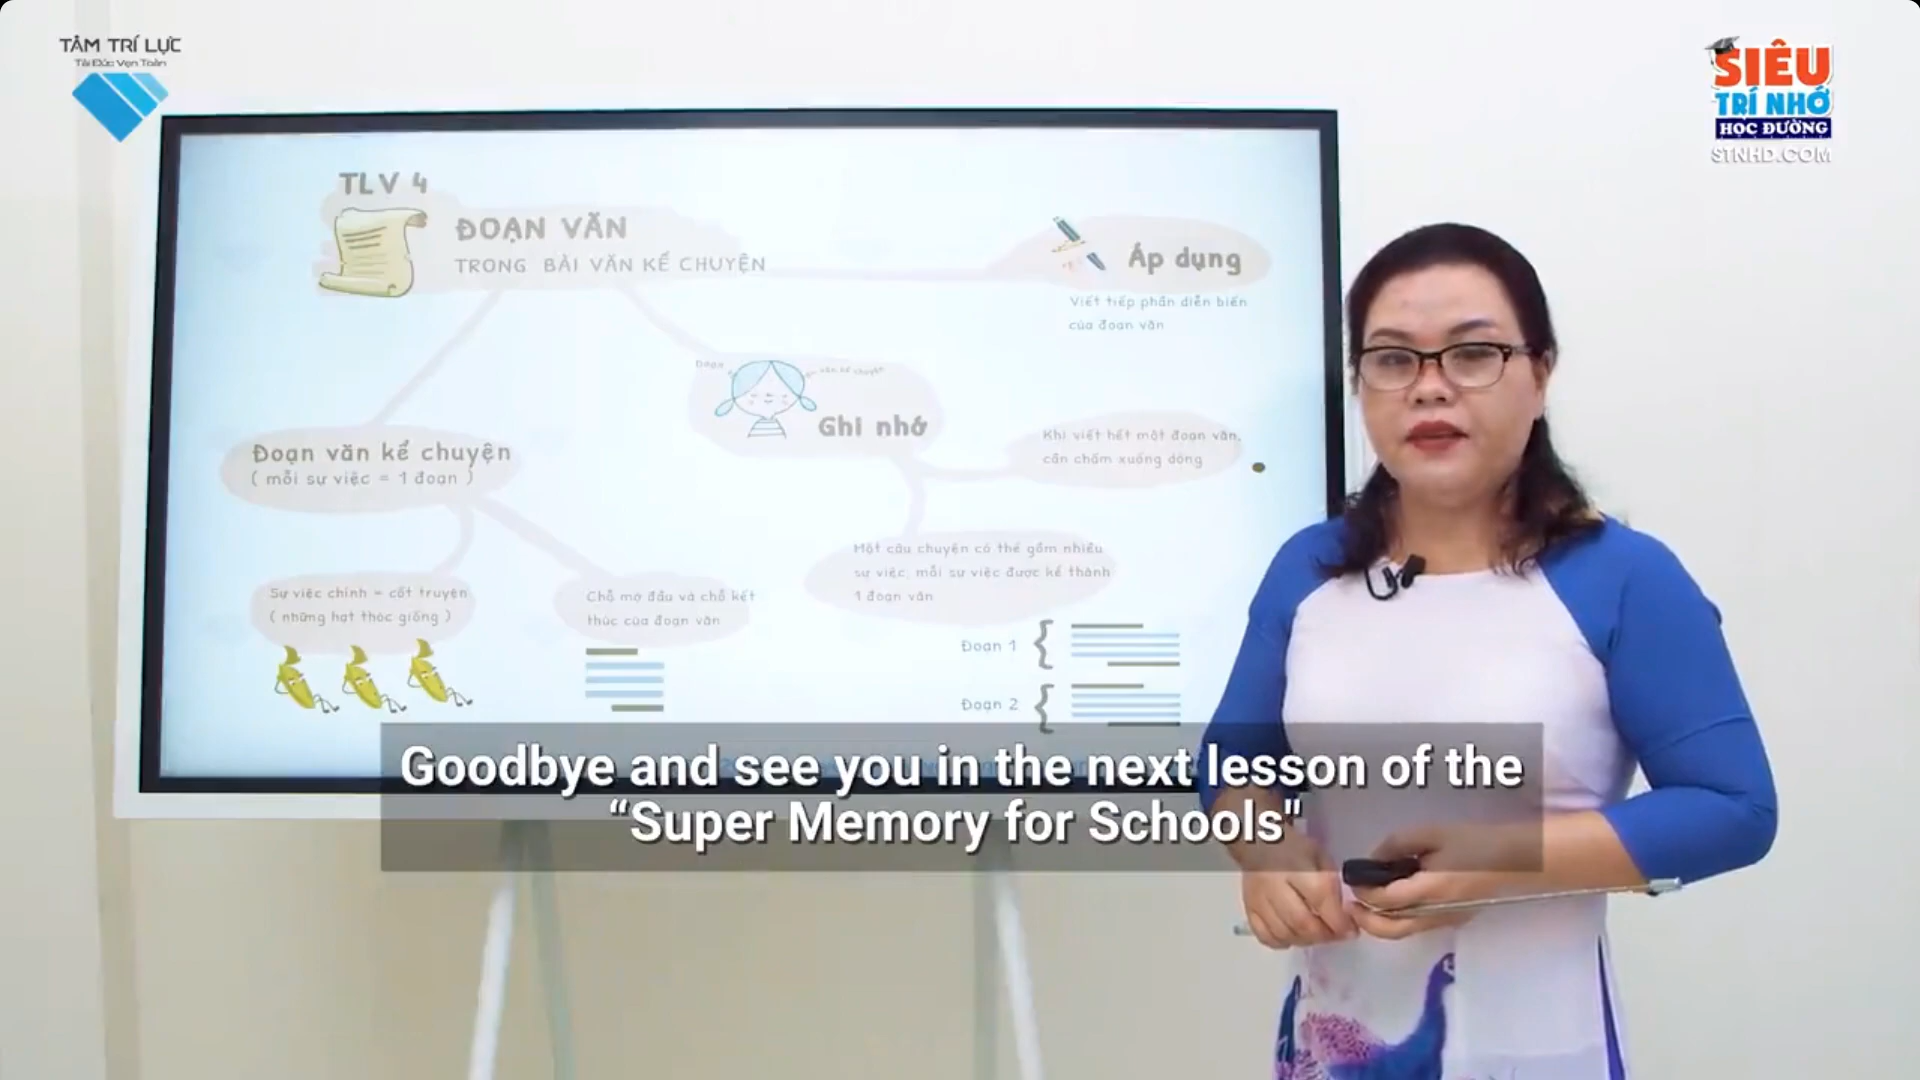 TÂM TRÍ LỰC
Tài Đức Vẹn Toàn
SIÊU
TRÍ NHỚ
HỌC ĐƯỜNG
STNHD.COM
TLV 4
ĐOẠN VĂN
TRONG BÀI VĂN KỂ CHUYỆN
Áp dụng
Viết tiếp phần diễn biến
của đoạn văn
Đoạn
văn kể chuyện
Ghi nhớ
Khi viết hết một đoạn văn,
cần chấm xuống dòng
Đoạn văn kể chuyện
( mỗi sự việc = 1 đoạn )
Một câu chuyện có thể gồm nhiều
sự việc, mỗi sự việc được kể thành
1 đoạn văn
Sự việc chính = cốt truyện
( những hạt thóc giống )
Chỗ mở đầu và chỗ kết
thúc của đoạn văn
Đoạn 1
Đoạn 2
Goodbye and see you in the next lesson of the
“Super Memory for Schools"